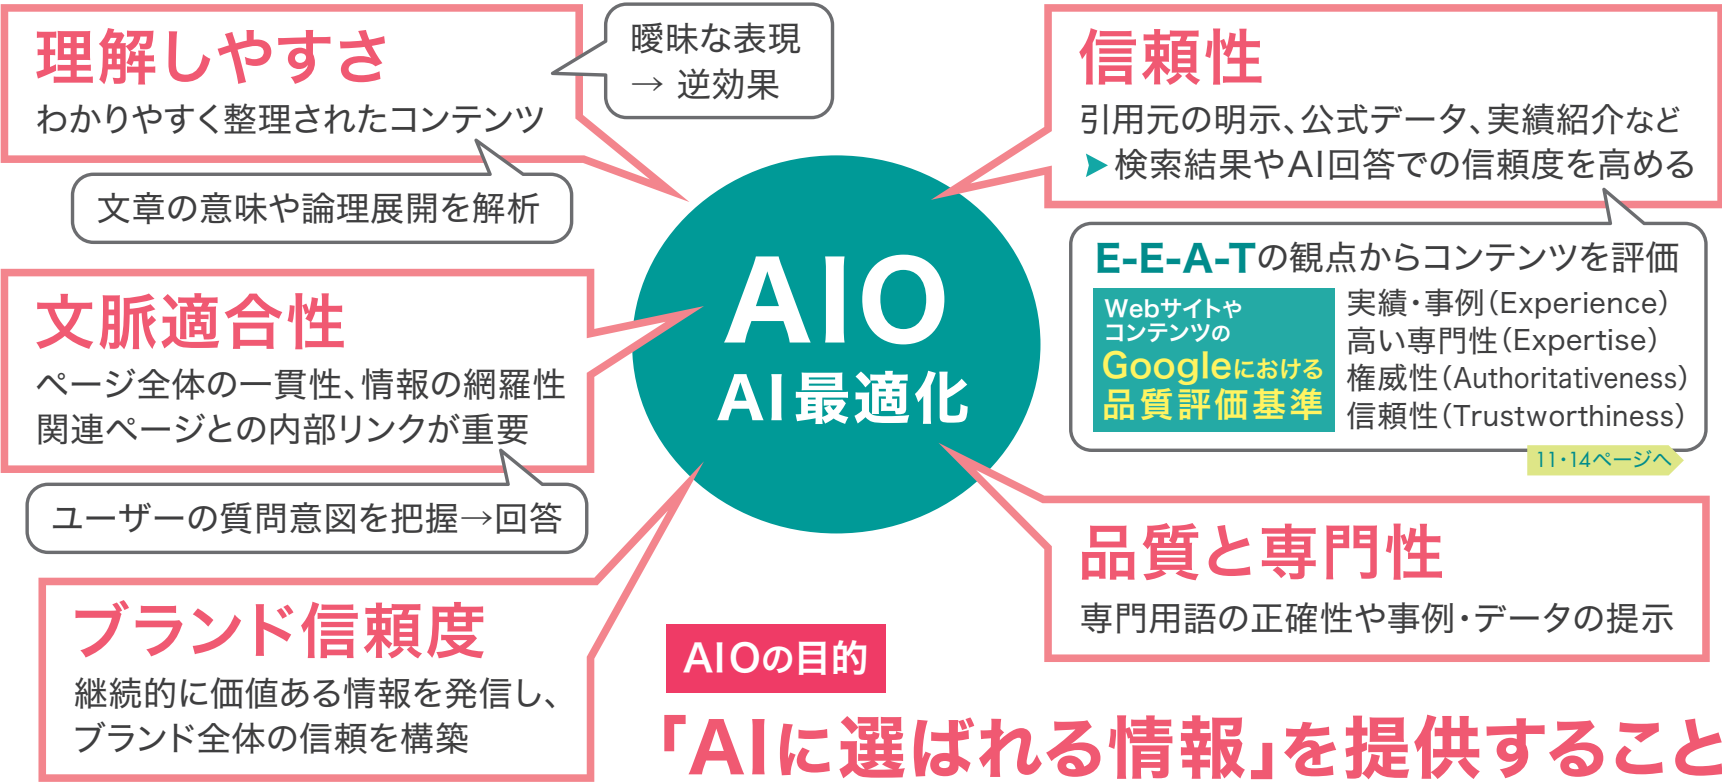 理解しやすさ
わかりやすく整理されたコンテンツ
曖昧な表現
→ 逆効果
文章の意味や論理展開を解析
文脈適合性
ページ全体の一貫性、情報の網羅性
関連ページとの内部リンクが重要
ユーザーの質問意図を把握→回答
ブランド信頼度
継続的に価値ある情報を発信し、
ブランド全体の信頼を構築
AIO
AI最適化
信頼性
引用元の明示、公式データ、実績紹介など
➤検索結果やAI回答での信頼度を高める
E-E-A-Tの観点からコンテンツを評価
Webサイトや
コンテンツの
Googleにおける
品質評価基準
実績・事例(Experience)
高い専門性(Expertise)
権威性(Authoritativeness)
信頼性(Trustworthiness)
11・14ページへ
品質と専門性
専門用語の正確性や事例・データの提示
AIOの目的
「AIに選ばれる情報」を提供すること